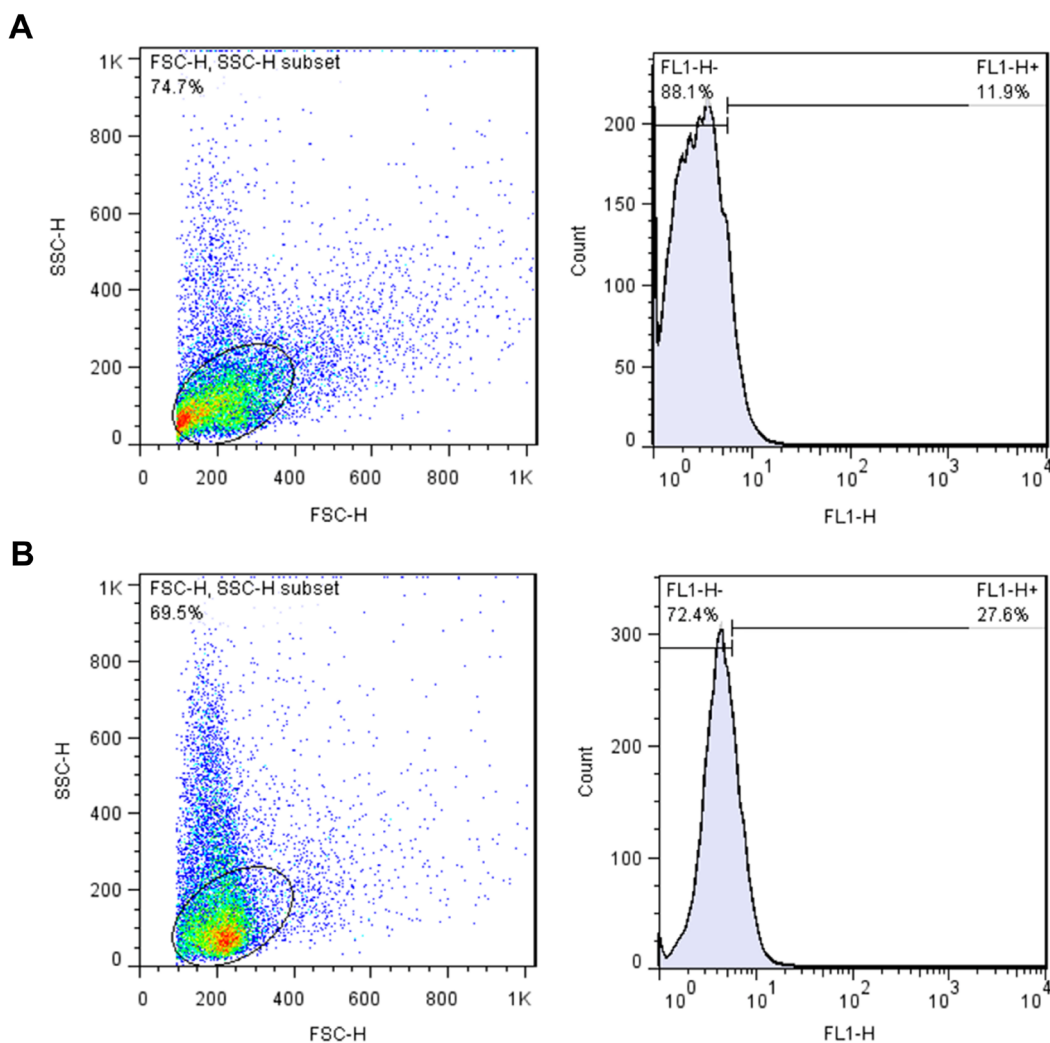 A
FSC-H, SSC-H subset
74.7%
1K
800
600
400
200
0
SSC-H
0 200 400 600 800 1K
FSC-H
FL1-H- FL1-H+
88.1% 11.9%
200
150
100
50
0
Count
10^0 10^1 10^2 10^3 10^4
FL1-H
B
FSC-H, SSC-H subset
69.5%
1K
800
600
400
200
0
SSC-H
0 200 400 600 800 1K
FSC-H
FL1-H- FL1-H+
72.4% 27.6%
300
200
100
0
Count
10^0 10^1 10^2 10^3 10^4
FL1-H